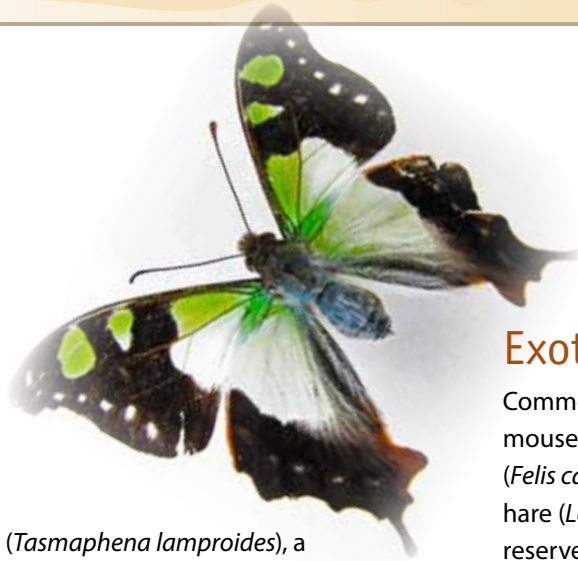 (Tasmaphena lamproides), a
Exot
Comm
mouse
(Felis ca
hare (L
reserve